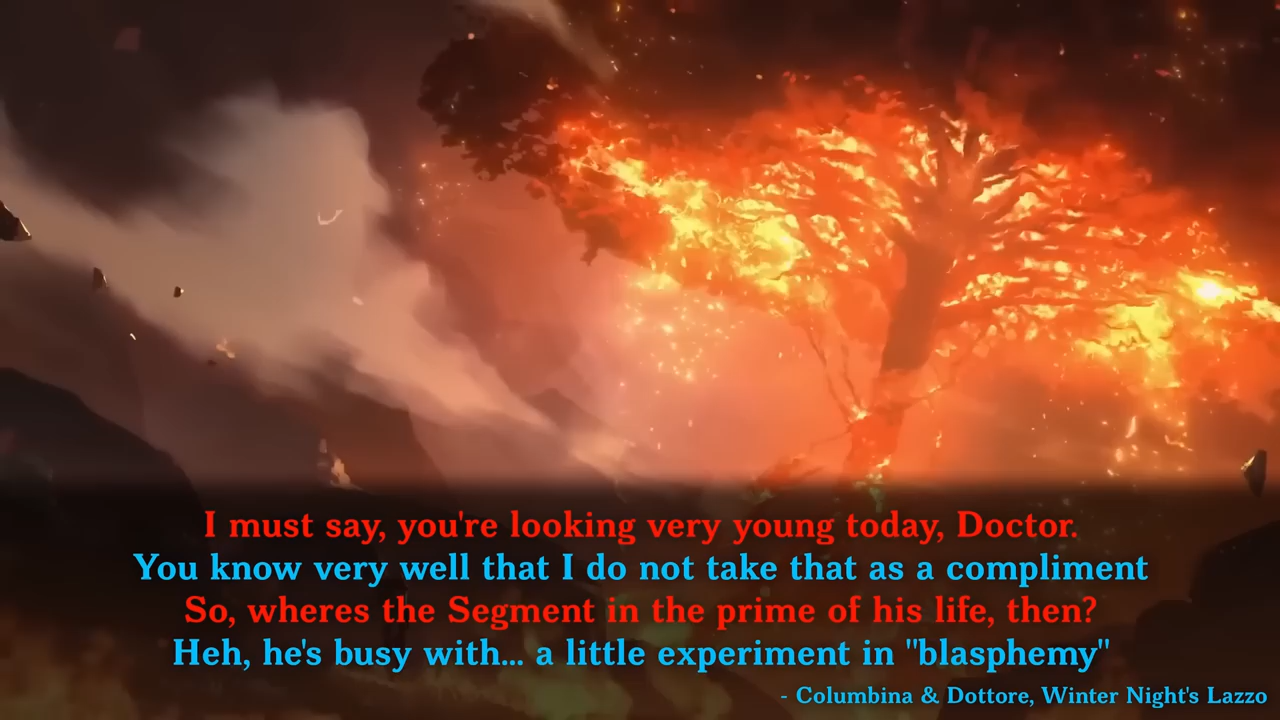 I must say, you're looking very young today, Doctor.
You know very well that I do not take that as a compliment
So, wheres the Segment in the prime of his life, then?
Heh, he's busy with... a little experiment in "blasphemy"
- Columbina & Dottore, Winter Night's Lazzo